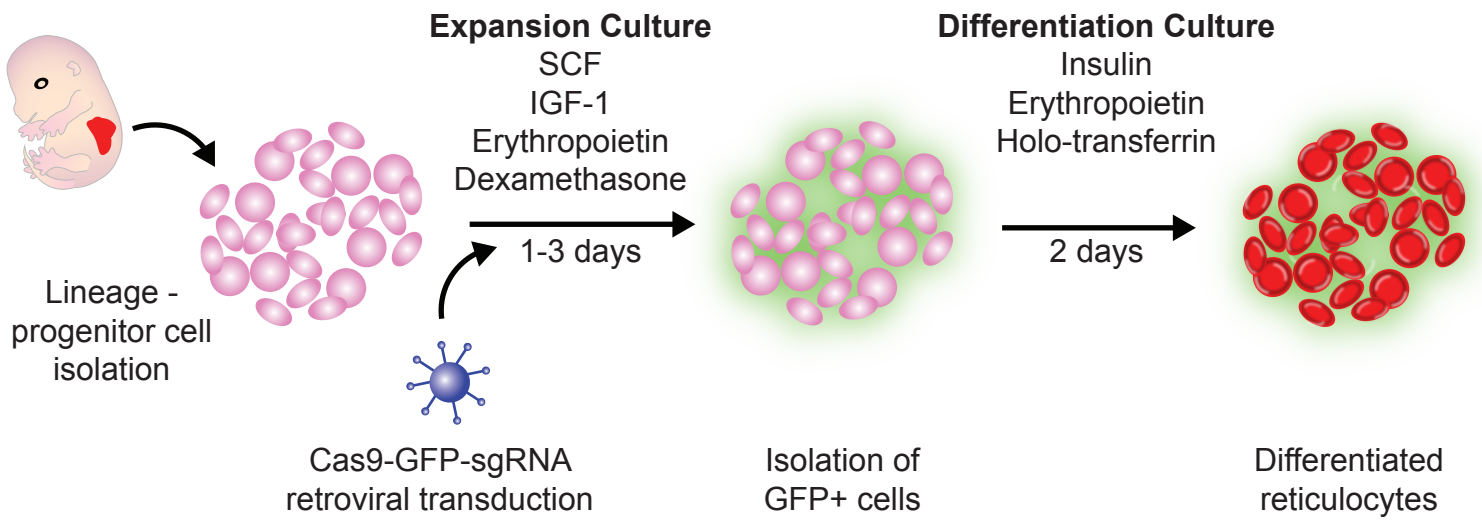 Expansion Culture
SCF
IGF-1
Erythropoietin
Dexamethasone
1-3 days
Differentiation Culture
Insulin
Erythropoietin
Holo-transferrin
2 days
Lineage -
progenitor cell
isolation
Cas9-GFP-sgRNA
retroviral transduction
Isolation of
GFP+ cells
Differentiated
reticulocytes